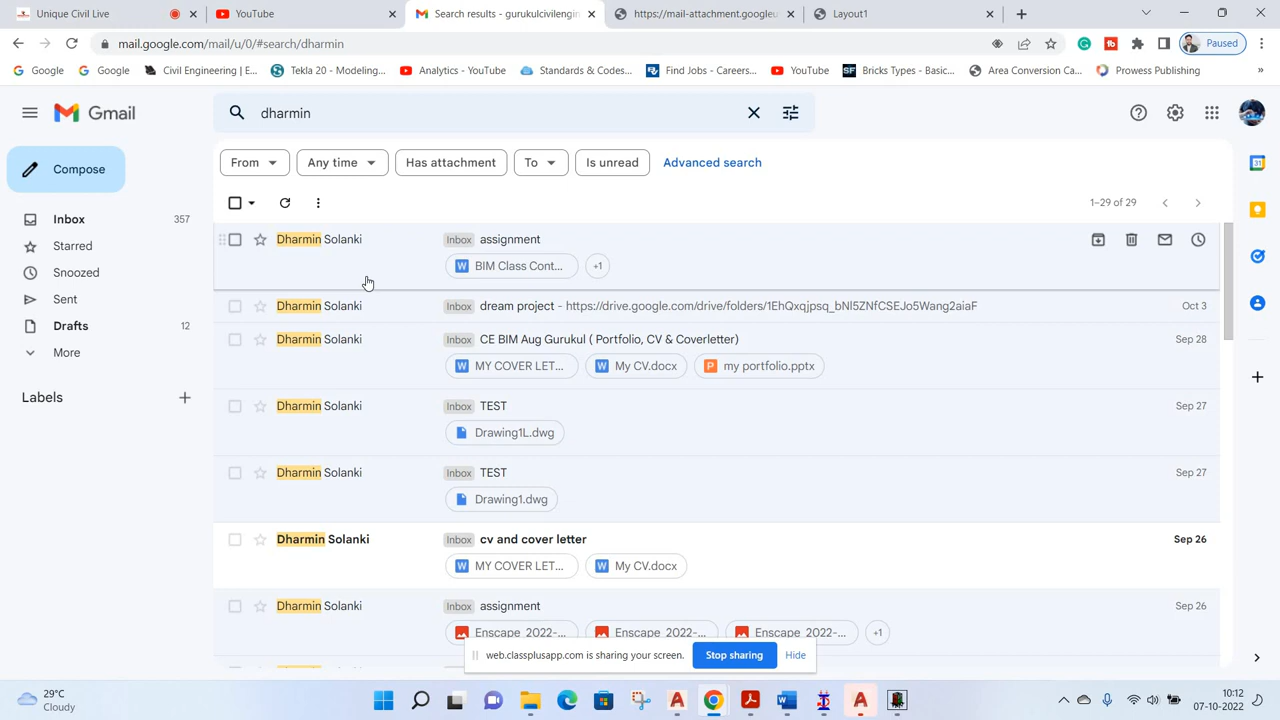 Unique Civil Live
YouTube
Search results - gurukulcivilengin
https://mail-attachment.googleu
Layout1
mail.google.com/mail/u/0/#search/dharmin
Paused
Google
Google
Civil Engineering | E...
Tekla 20 - Modeling...
Analytics - YouTube
Standards & Codes...
Find Jobs - Careers...
YouTube
SF
Bricks Types - Basic...
Area Conversion Ca...
Prowess Publishing
Gmail
dharmin
Compose
From
Any time
Has attachment
To
Is unread
Advanced search
1–29 of 29
Inbox 357
Starred
Snoozed
Sent
Drafts 12
More
Labels
Dharmin Solanki Inbox assignment
BIM Class Cont... +1
Dharmin Solanki Inbox dream project - https://drive.google.com/drive/folders/1EhQxqjpsq_bNI5ZNfCSEJo5Wang2aiaF Oct 3
Dharmin Solanki Inbox CE BIM Aug Gurukul ( Portfolio, CV & Coverletter) Sep 28
MY COVER LET... My CV.docx my portfolio.pptx
Dharmin Solanki Inbox TEST Sep 27
Drawing1L.dwg
Dharmin Solanki Inbox TEST Sep 27
Drawing1.dwg
Dharmin Solanki Inbox cv and cover letter Sep 26
MY COVER LET... My CV.docx
Dharmin Solanki Inbox assignment Sep 26
Enscape_2022-... Enscape_2022-... Enscape_2022-... +1
web.classplusapp.com is sharing your screen. Stop sharing Hide
29°C
Cloudy
10:12
07-10-2022